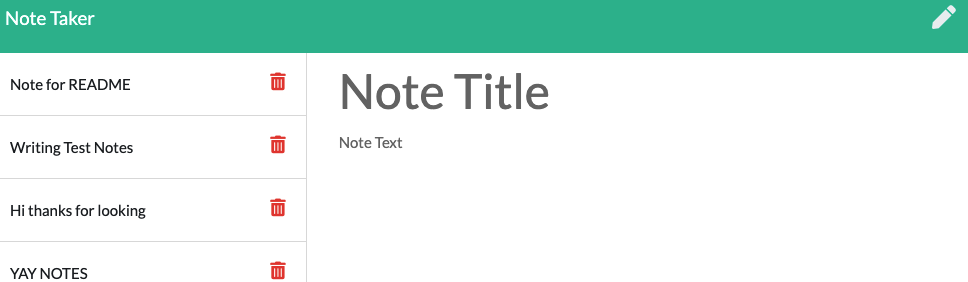 Note Taker
Note for README
Writing Test Notes
Hi thanks for looking
YAY NOTES
Note Title
Note Text